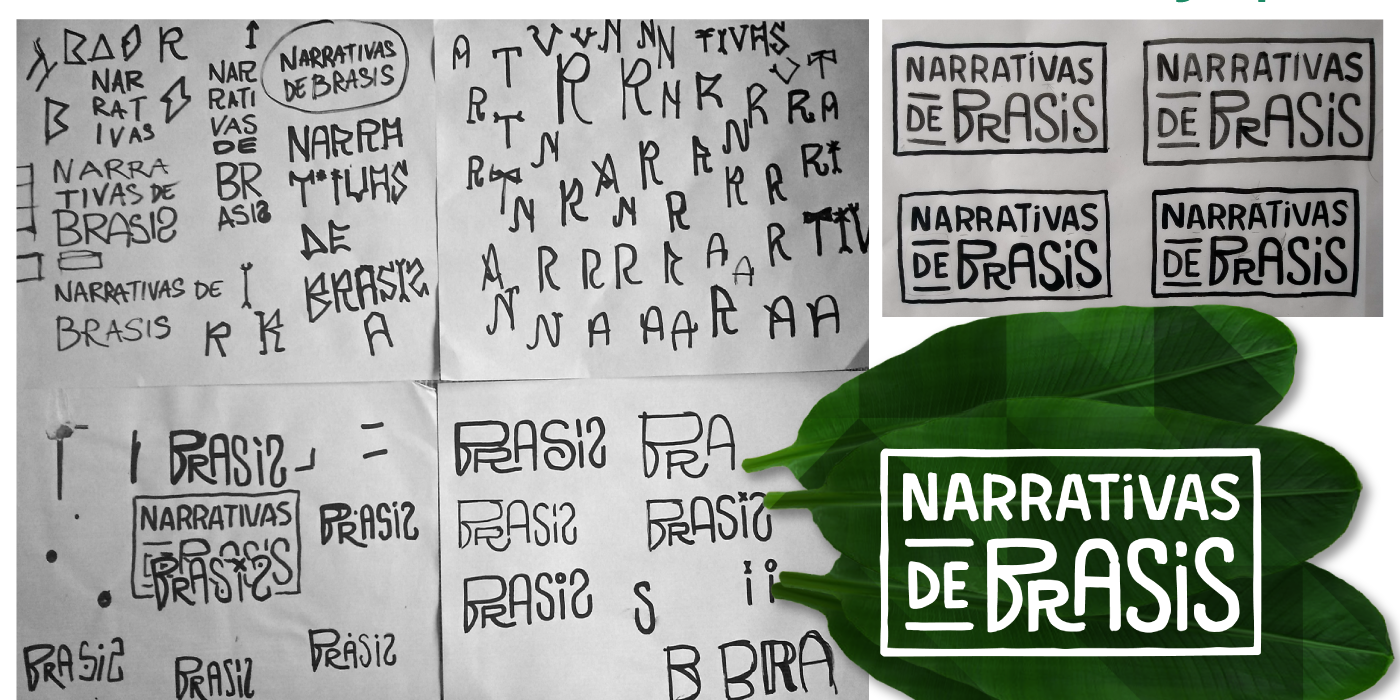 B A O R
NAR
RAT
IVAS
B
NARRA
TIVAS DE
BRASIS
NARRATIVAS DE
BRASIS
R R
NAR
RATI
VAS
DE
BR
ASIS
I
NARRATIVAS
DE BRASIS
NARRA
TIVAS
DE
BRASIS
A
A T V V N N N TIVAS
R T R R N R R V T R A
R T N A R R N R R RI
N R N R TIV
A R R R R A A R
N N A A A R A A
BRASiS
NARRATIVAS
BRASiS
BRASiS
BRASiS
BRASiS
BRASiS
BRASiS
BRA
BRASiS
BRASiS
BRASiS
S
i i
B BRA
NARRATiVAS
DE BRASiS
NARRATiVAS
DE BRASiS
NARRATiVAS
DE BRASiS
NARRATiVAS
DE BRASiS
NARRATiVAS
DE BRASiS